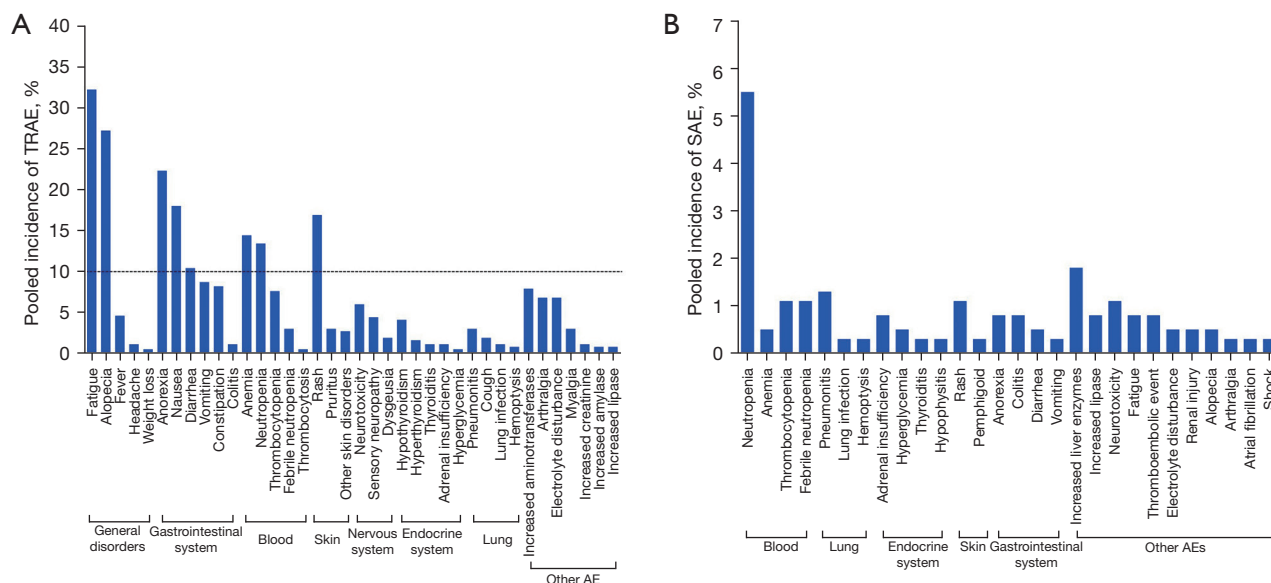 A
Pooled incidence of TRAE, %
40
35
30
25
20
15
10
5
0
Fatigue
Alopecia
Fever
Headache
Weight loss
Anorexia
Nausea
Diarrhea
Vomiting
Constipation
Colitis
Anemia
Neutropenia
Thrombocytopenia
Febrile neutropenia
Thrombocytosis
Rash
Pruritus
Other skin disorders
Neurotoxicity
Sensory neuropathy
Dysgeusia
Hypothyroidism
Hyperthyroidism
Thyroiditis
Adrenal insufficiency
Hyperglycemia
Pneumonitis
Cough
Lung infection
Hemoptysis
Increased aminotransferases
Arthralgia
Electrolyte disturbance
Myalgia
Increased creatinine
Increased amylase
Increased lipase
General
disorders
Gastrointestinal
system
Blood
Skin
Nervous
system
Endocrine
system
Lung
Other AE
B
Pooled incidence of SAE, %
7
6
5
4
3
2
1
0
Neutropenia
Anemia
Thrombocytopenia
Febrile neutropenia
Pneumonitis
Lung infection
Hemoptysis
Adrenal insufficiency
Hyperglycemia
Thyroiditis
Hypophysitis
Rash
Pemphigoid
Anorexia
Colitis
Diarrhea
Vomiting
Increased liver enzymes
Increased lipase
Neurotoxicity
Fatigue
Thromboembolic event
Electrolyte disturbance
Renal injury
Alopecia
Arthralgia
Atrial fibrillation
Shock
Blood
Lung
Endocrine
system
Skin
Gastrointestinal
system
Other AEs